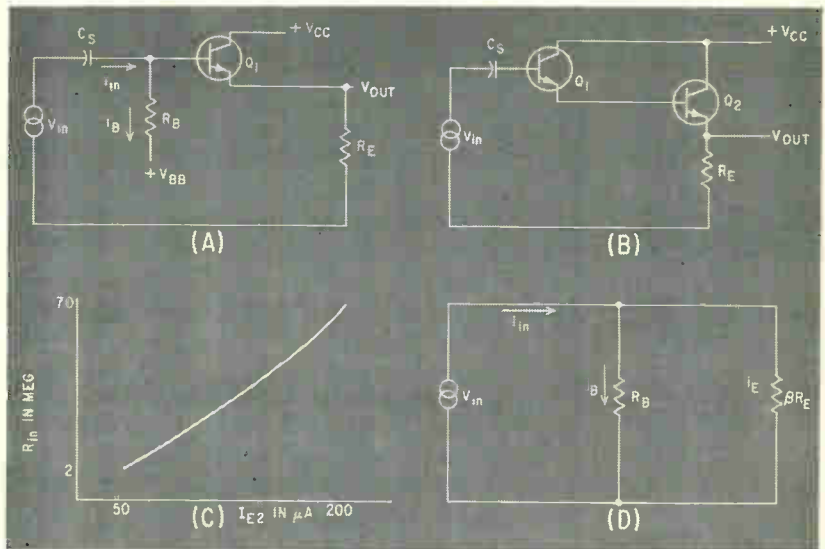 + VCC
CS
Q1
iin
VOUT
Vin
iB
RB
RE
+ VBB
(A)
+ VCC
CS
Q1
Q2
Vin
VOUT
RE
(B)
70
Rin IN MEG
2
50
(C)
IE2 IN μA
200
iin
Vin
iB
RB
iE
βRE
(D)